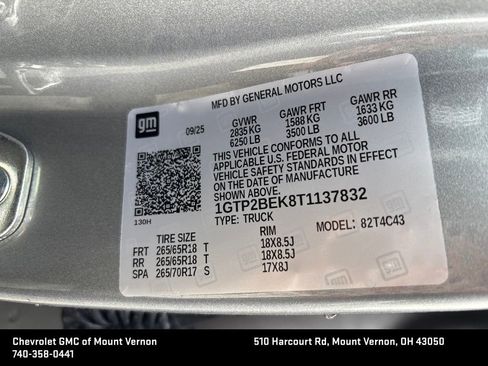 MFD BY GENERAL MOTORS LLC
gm
09/25
GVWR GAWR FRT GAWR RR
2835 KG 1588 KG 1633 KG
6250 LB 3500 LB 3600 LB
THIS VEHICLE CONFORMS TO ALL
APPLICABLE U.S. FEDERAL MOTOR
VEHICLE SAFETY STANDARDS IN EFFECT
ON THE DATE OF MANUFACTURE
SHOWN ABOVE.
1GTP2BEK8T1137832
TYPE: TRUCK MODEL: 82T4C43
130H
TIRE SIZE RIM
FRT 265/65R18 T 18X8.5J
RR 265/65R18 T 18X8.5J
SPA 265/70R17 S 17X8J
Chevrolet GMC of Mount Vernon 510 Harcourt Rd, Mount Vernon, OH 43050
740-358-0441